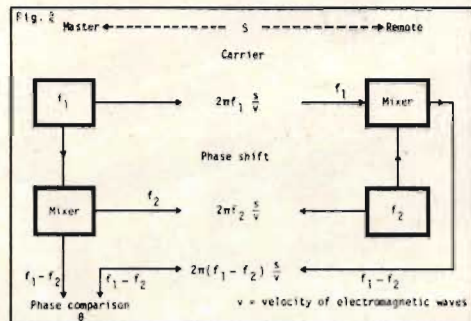 Fig. 2
Master S Remote
Carrier
f₁ 2πf₁ s/v f₁ Mixer
Phase shift
Mixer f₂ 2πf₂ s/v f₂
f₁-f₂ f₁-f₂ 2π(f₁-f₂) s/v f₁-f₂
Phase comparison v = velocity of electromagnetic waves
θ